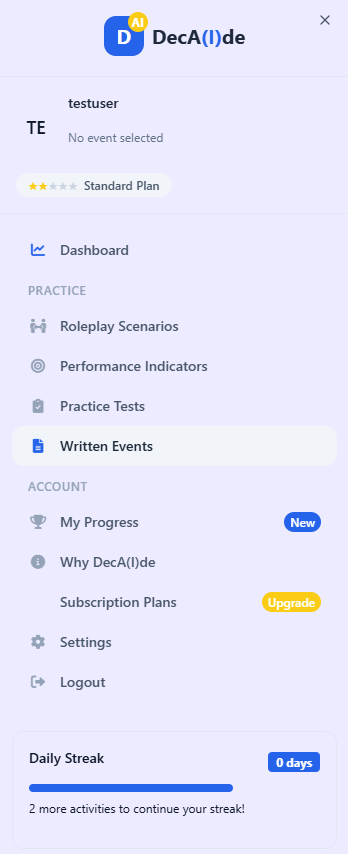 D AI DecA(I)de
testuser
TE
No event selected
Standard Plan
Dashboard
PRACTICE
Roleplay Scenarios
Performance Indicators
Practice Tests
Written Events
ACCOUNT
My Progress New
Why DecA(I)de
Subscription Plans Upgrade
Settings
Logout
Daily Streak 0 days
2 more activities to continue your streak!